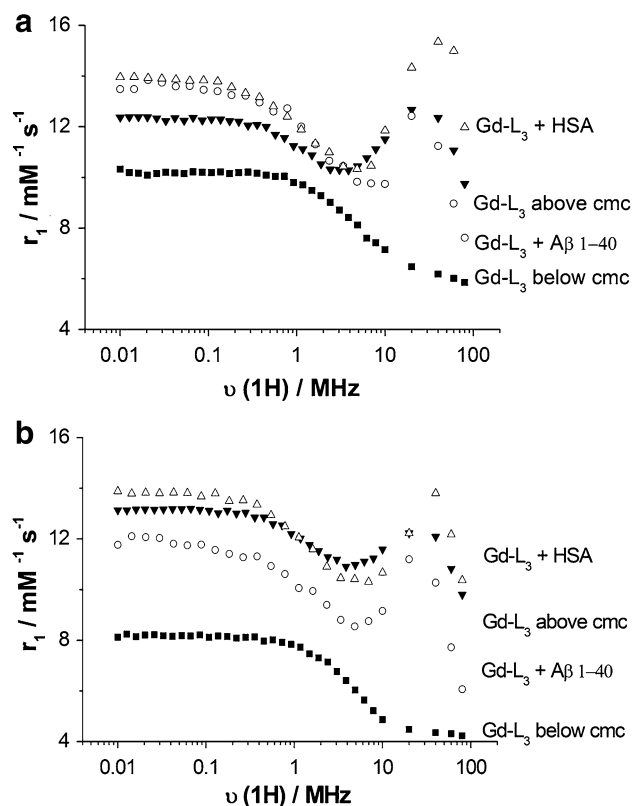 a
16
12
8
4
r₁ / mM⁻¹ s⁻¹
△ Gd-L₃ + HSA
○ Gd-L₃ above cmc
○ Gd-L₃ + Aβ 1–40
Gd-L₃ below cmc
0.01 0.1 1 10 100
υ (1H) / MHz
b
16
12
8
4
r₁ / mM⁻¹ s⁻¹
Gd-L₃ + HSA
Gd-L₃ above cmc
Gd-L₃ + Aβ 1–40
Gd-L₃ below cmc
0.01 0.1 1 10 100
υ (1H) / MHz